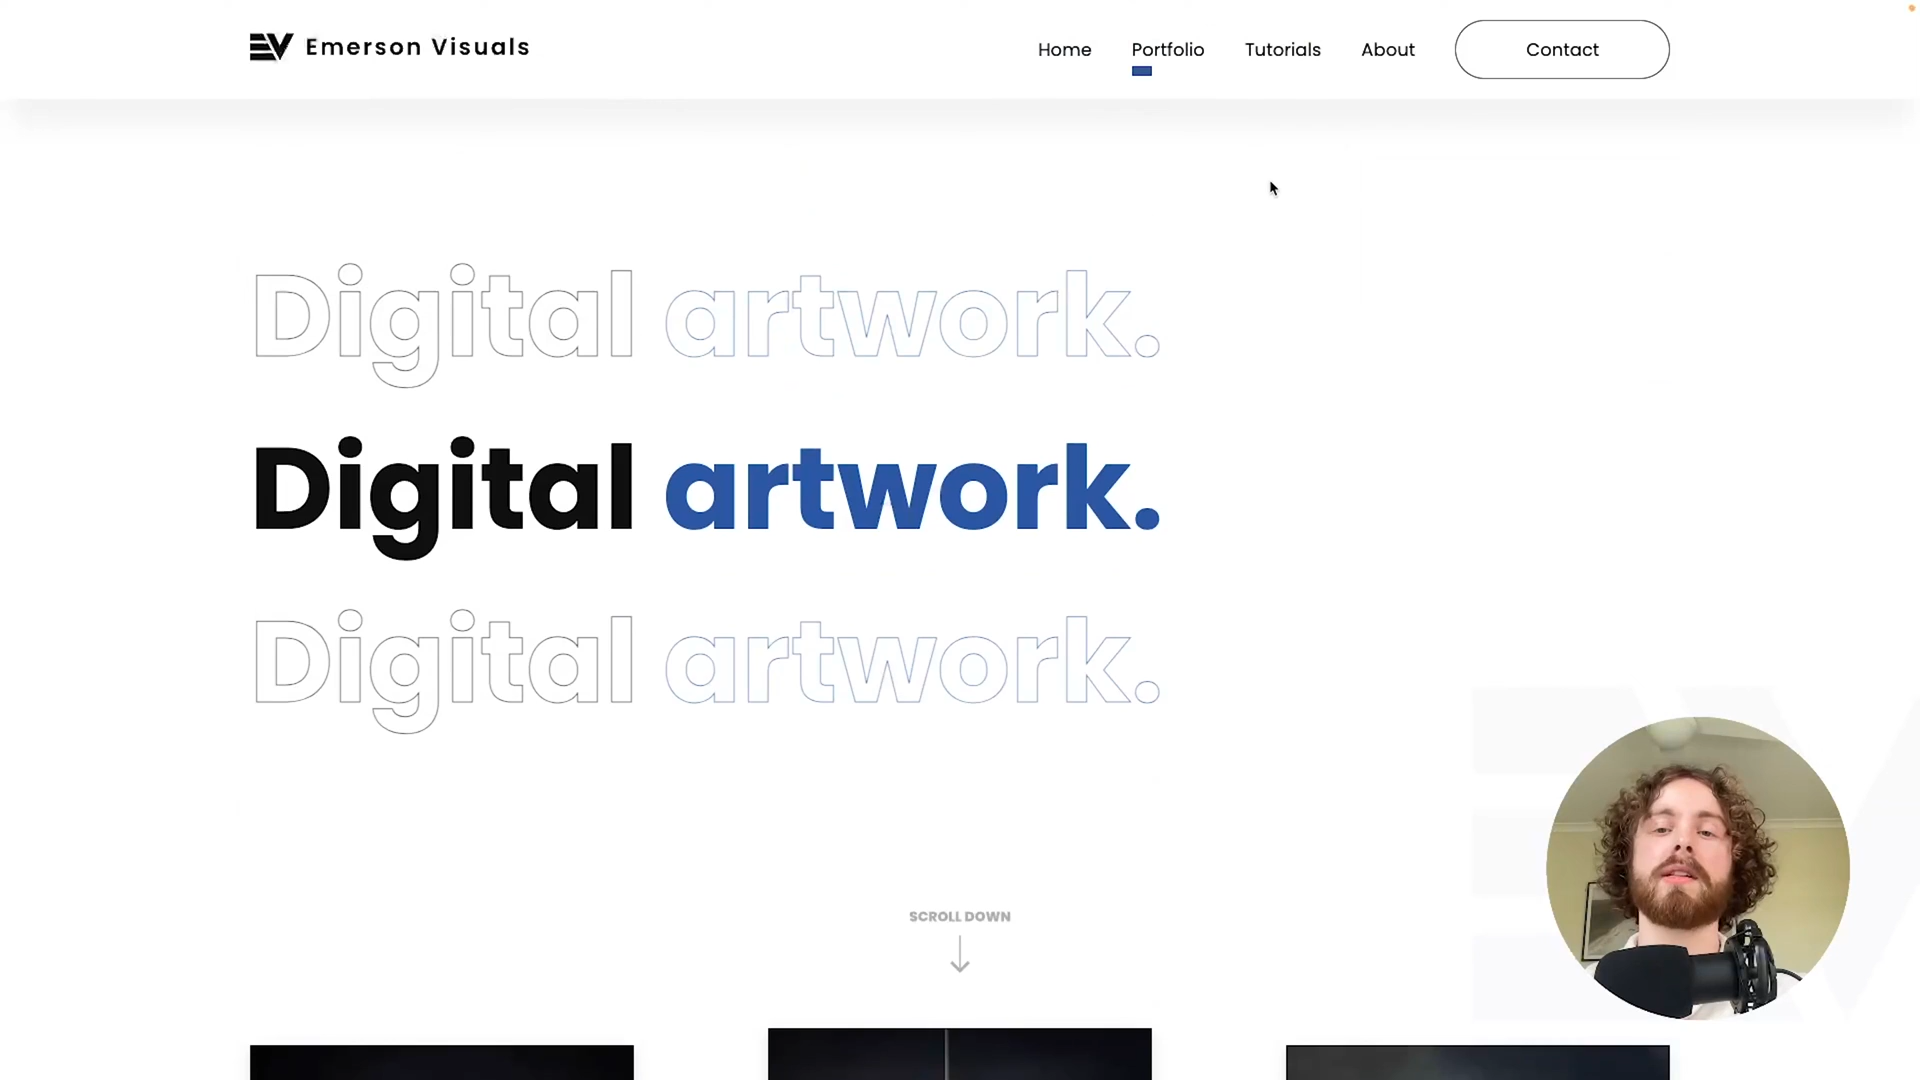 EV Emerson Visuals
Home Portfolio Tutorials About Contact
Digital artwork.
Digital artwork.
Digital artwork.
SCROLL DOWN